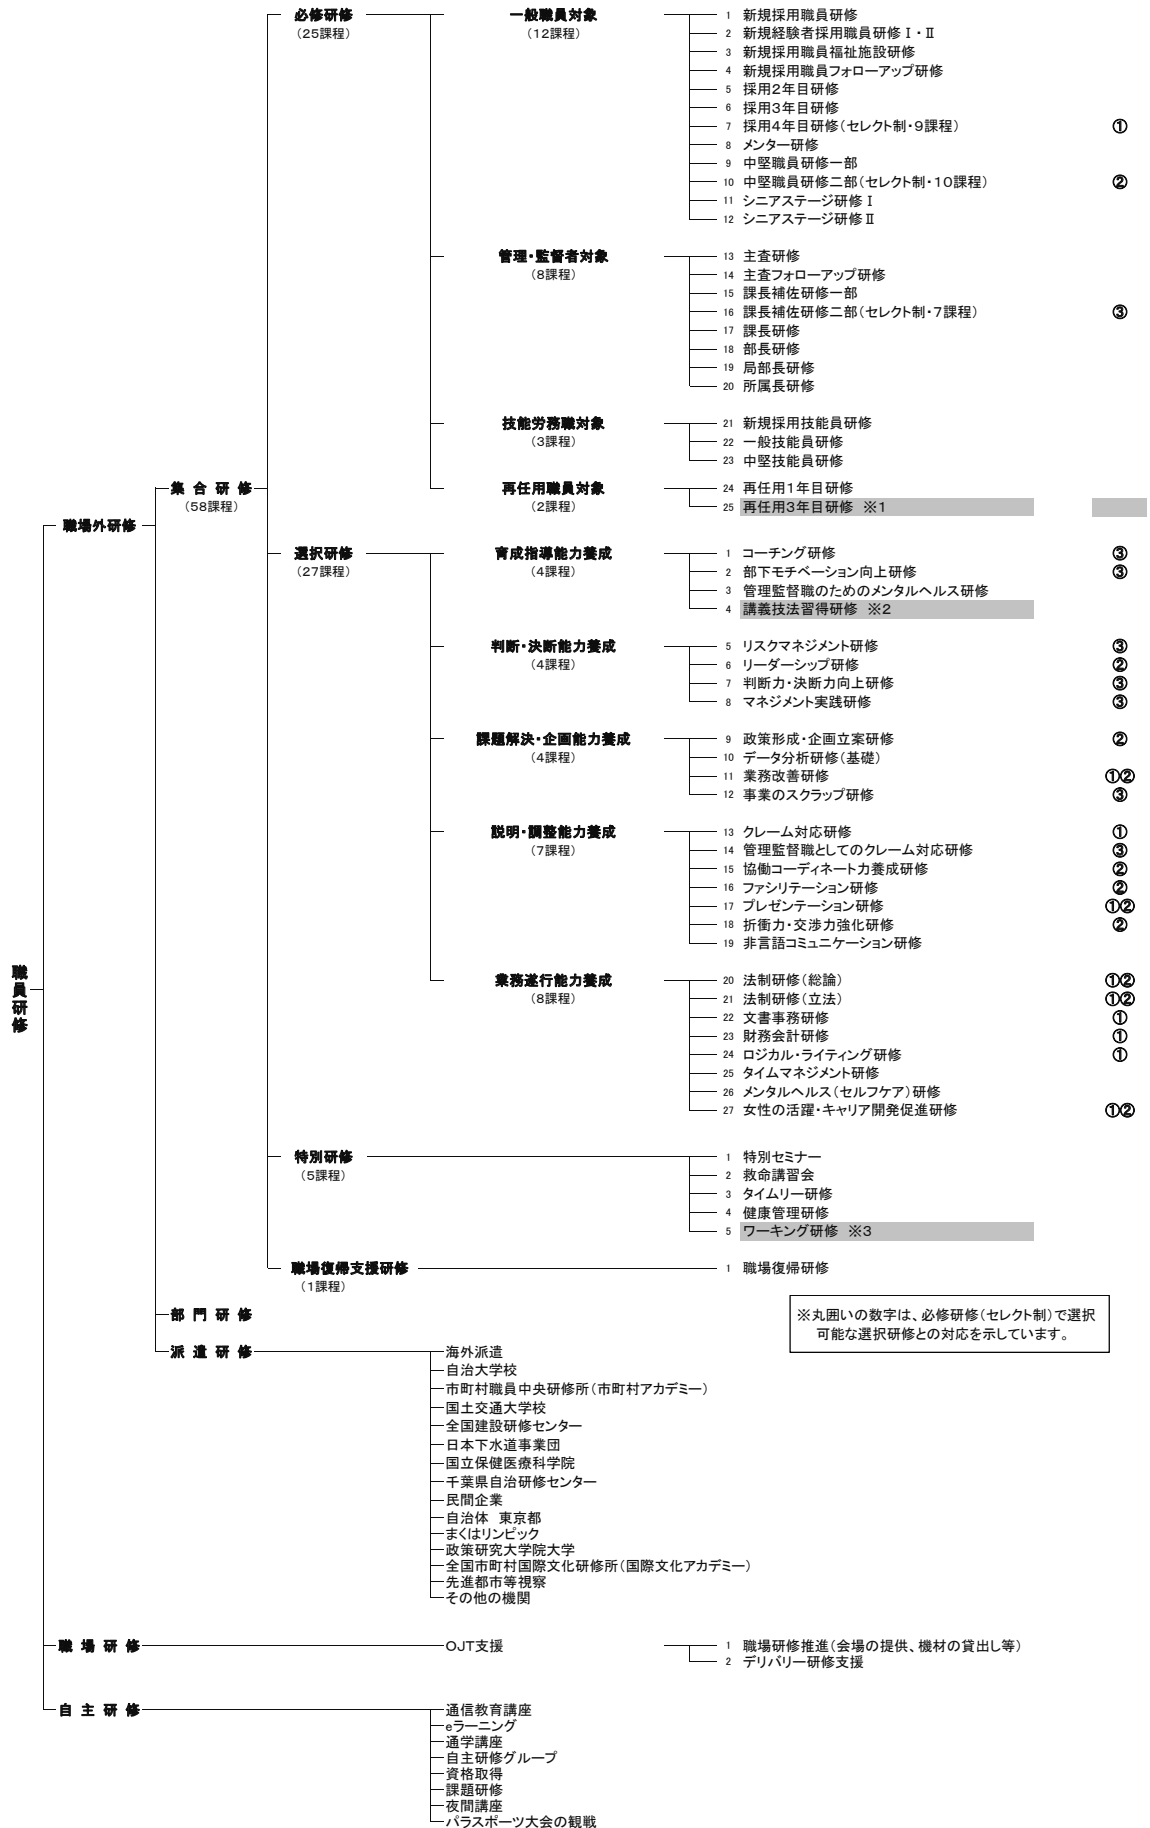 必修研修
(25課程)
一般職員対象
(12課程)
1 新規採用職員研修
2 新規経験者採用職員研修Ⅰ・Ⅱ
3 新規採用職員福祉施設研修
4 新規採用職員フォローアップ研修
5 採用2年目研修
6 採用3年目研修
7 採用4年目研修(セレクト制・9課程) ①
8 メンター研修
9 中堅職員研修一部
10 中堅職員研修二部(セレクト制・10課程) ②
11 シニアステージ研修Ⅰ
12 シニアステージ研修Ⅱ
管理・監督者対象
(8課程)
13 主査研修
14 主査フォローアップ研修
15 課長補佐研修一部
16 課長補佐研修二部(セレクト制・7課程) ③
17 課長研修
18 部長研修
19 局部長研修
20 所属長研修
技能労務職対象
(3課程)
21 新規採用技能員研修
22 一般技能員研修
23 中堅技能員研修
集合研修
(58課程)
再任用職員対象
(2課程)
24 再任用1年目研修
25 再任用3年目研修 ※1
職場外研修
選択研修
(27課程)
育成指導能力養成
(4課程)
1 コーチング研修 ③
2 部下モチベーション向上研修 ③
3 管理監督職のためのメンタルヘルス研修
4 講義技法習得研修 ※2
判断・決断能力養成
(4課程)
5 リスクマネジメント研修 ③
6 リーダーシップ研修 ②
7 判断力・決断力向上研修 ③
8 マネジメント実践研修 ③
課題解決・企画能力養成
(4課程)
9 政策形成・企画立案研修 ②
10 データ分析研修(基礎)
11 業務改善研修 ①②
12 事業のスクラップ研修 ③
説明・調整能力養成
(7課程)
13 クレーム対応研修 ①
14 管理監督職としてのクレーム対応研修 ③
15 協働コーディネート力養成研修 ②
16 ファシリテーション研修 ②
17 プレゼンテーション研修 ①②
18 折衝力・交渉力強化研修 ②
19 非言語コミュニケーション研修
職員研修
業務遂行能力養成
(8課程)
20 法制研修(総論) ①②
21 法制研修(立法) ①②
22 文書事務研修 ①
23 財務会計研修 ①
24 ロジカル・ライティング研修 ①
25 タイムマネジメント研修
26 メンタルヘルス(セルフケア)研修
27 女性の活躍・キャリア開発促進研修 ①②
特別研修
(5課程)
1 特別セミナー
2 救命講習会
3 タイムリー研修
4 健康管理研修
5 ワーキング研修 ※3
職場復帰支援研修
(1課程)
1 職場復帰研修
※丸囲いの数字は、必修研修(セレクト制)で選択
可能な選択研修との対応を示しています。
部門研修
派遣研修
海外派遣
自治大学校
市町村職員中央研修所(市町村アカデミー)
国土交通大学校
全国建設研修センター
日本下水道事業団
国立保健医療科学院
千葉県自治研修センター
民間企業
自治体 東京都
まくはリンピック
政策研究大学院大学
全国市町村国際文化研修所(国際文化アカデミー)
先進都市等視察
その他の機関
職場研修
OJT支援
1 職場研修推進(会場の提供、機材の貸出し等)
2 デリバリー研修支援
自主研修
通信教育講座
eラーニング
通学講座
自主研修グループ
資格取得
課題研修
夜間講座
パラスポーツ大会の観戦